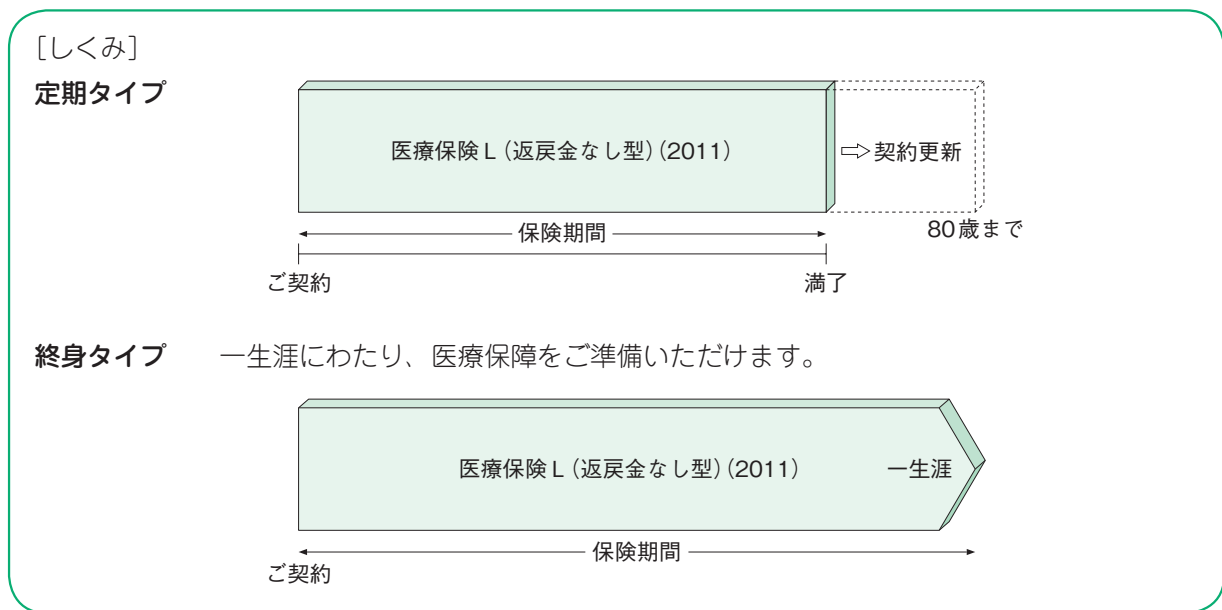 [しくみ]
定期タイプ
医療保険L(返戻金なし型)(2011)
⇨契約更新
保険期間
80歳まで
ご契約
満了
終身タイプ 一生涯にわたり、医療保障をご準備いただけます。
医療保険L(返戻金なし型)(2011) 一生涯
保険期間
ご契約